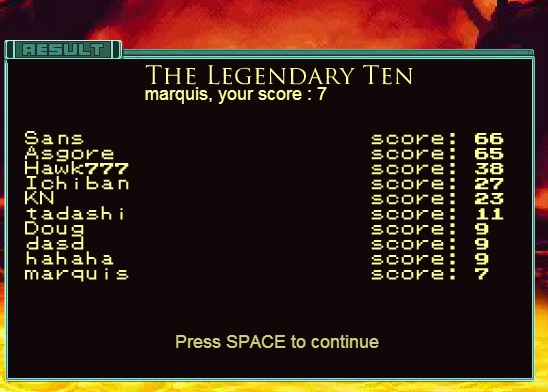 RESULT
The Legendary Ten
marquis, your score : 7
Sans score: 66
Asgore score: 65
Hawk777 score: 38
Ichiban score: 27
KN score: 23
tadashi score: 11
Doug score: 9
dasd score: 9
hahaha score: 9
marquis score: 7
Press SPACE to continue